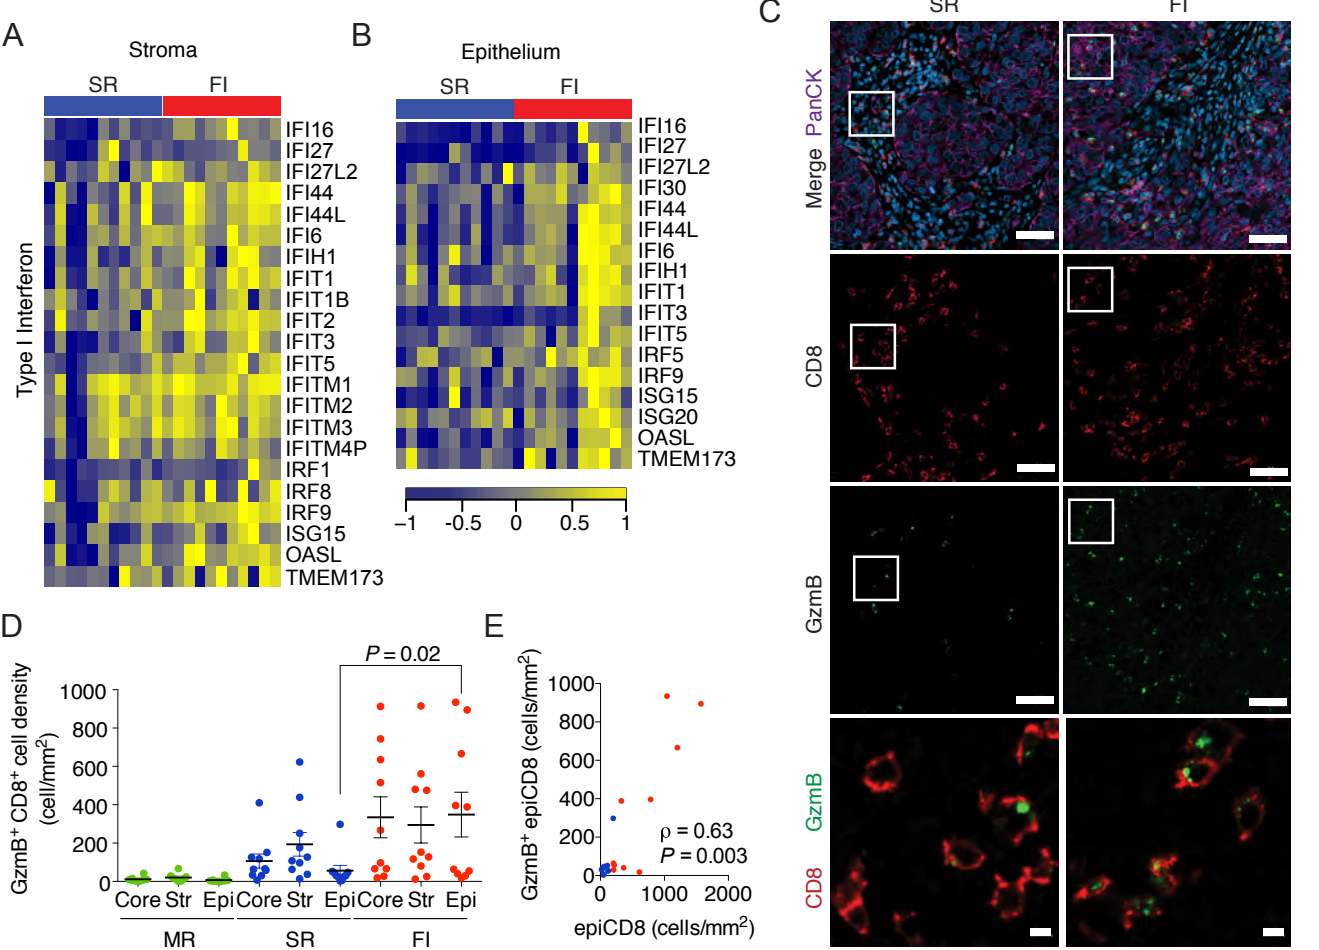 A
Stroma
SR
FI
Type I Interferon
IFI16
IFI27
IFI27L2
IFI44
IFI44L
IFI6
IFIH1
IFIT1
IFIT1B
IFIT2
IFIT3
IFIT5
IFITM1
IFITM2
IFITM3
IFITM4P
IRF1
IRF8
IRF9
ISG15
OASL
TMEM173
B
Epithelium
SR
FI
IFI16
IFI27
IFI27L2
IFI30
IFI44
IFI44L
IFI6
IFIH1
IFIT1
IFIT3
IFIT5
IRF5
IRF9
ISG15
ISG20
OASL
TMEM173
–1 -0.5 0 0.5 1
C
SR
FI
Merge PanCK
CD8
GzmB
CD8 GzmB
D
GzmB+ CD8+ cell density
(cell/mm²)
1000
800
600
400
200
0
P = 0.02
Core Str Epi Core Str Epi Core Str Epi
MR SR FI
E
GzmB+ epiCD8 (cells/mm²)
1000
800
600
400
200
0
ρ = 0.63
P = 0.003
0 1000 2000
epiCD8 (cells/mm²)